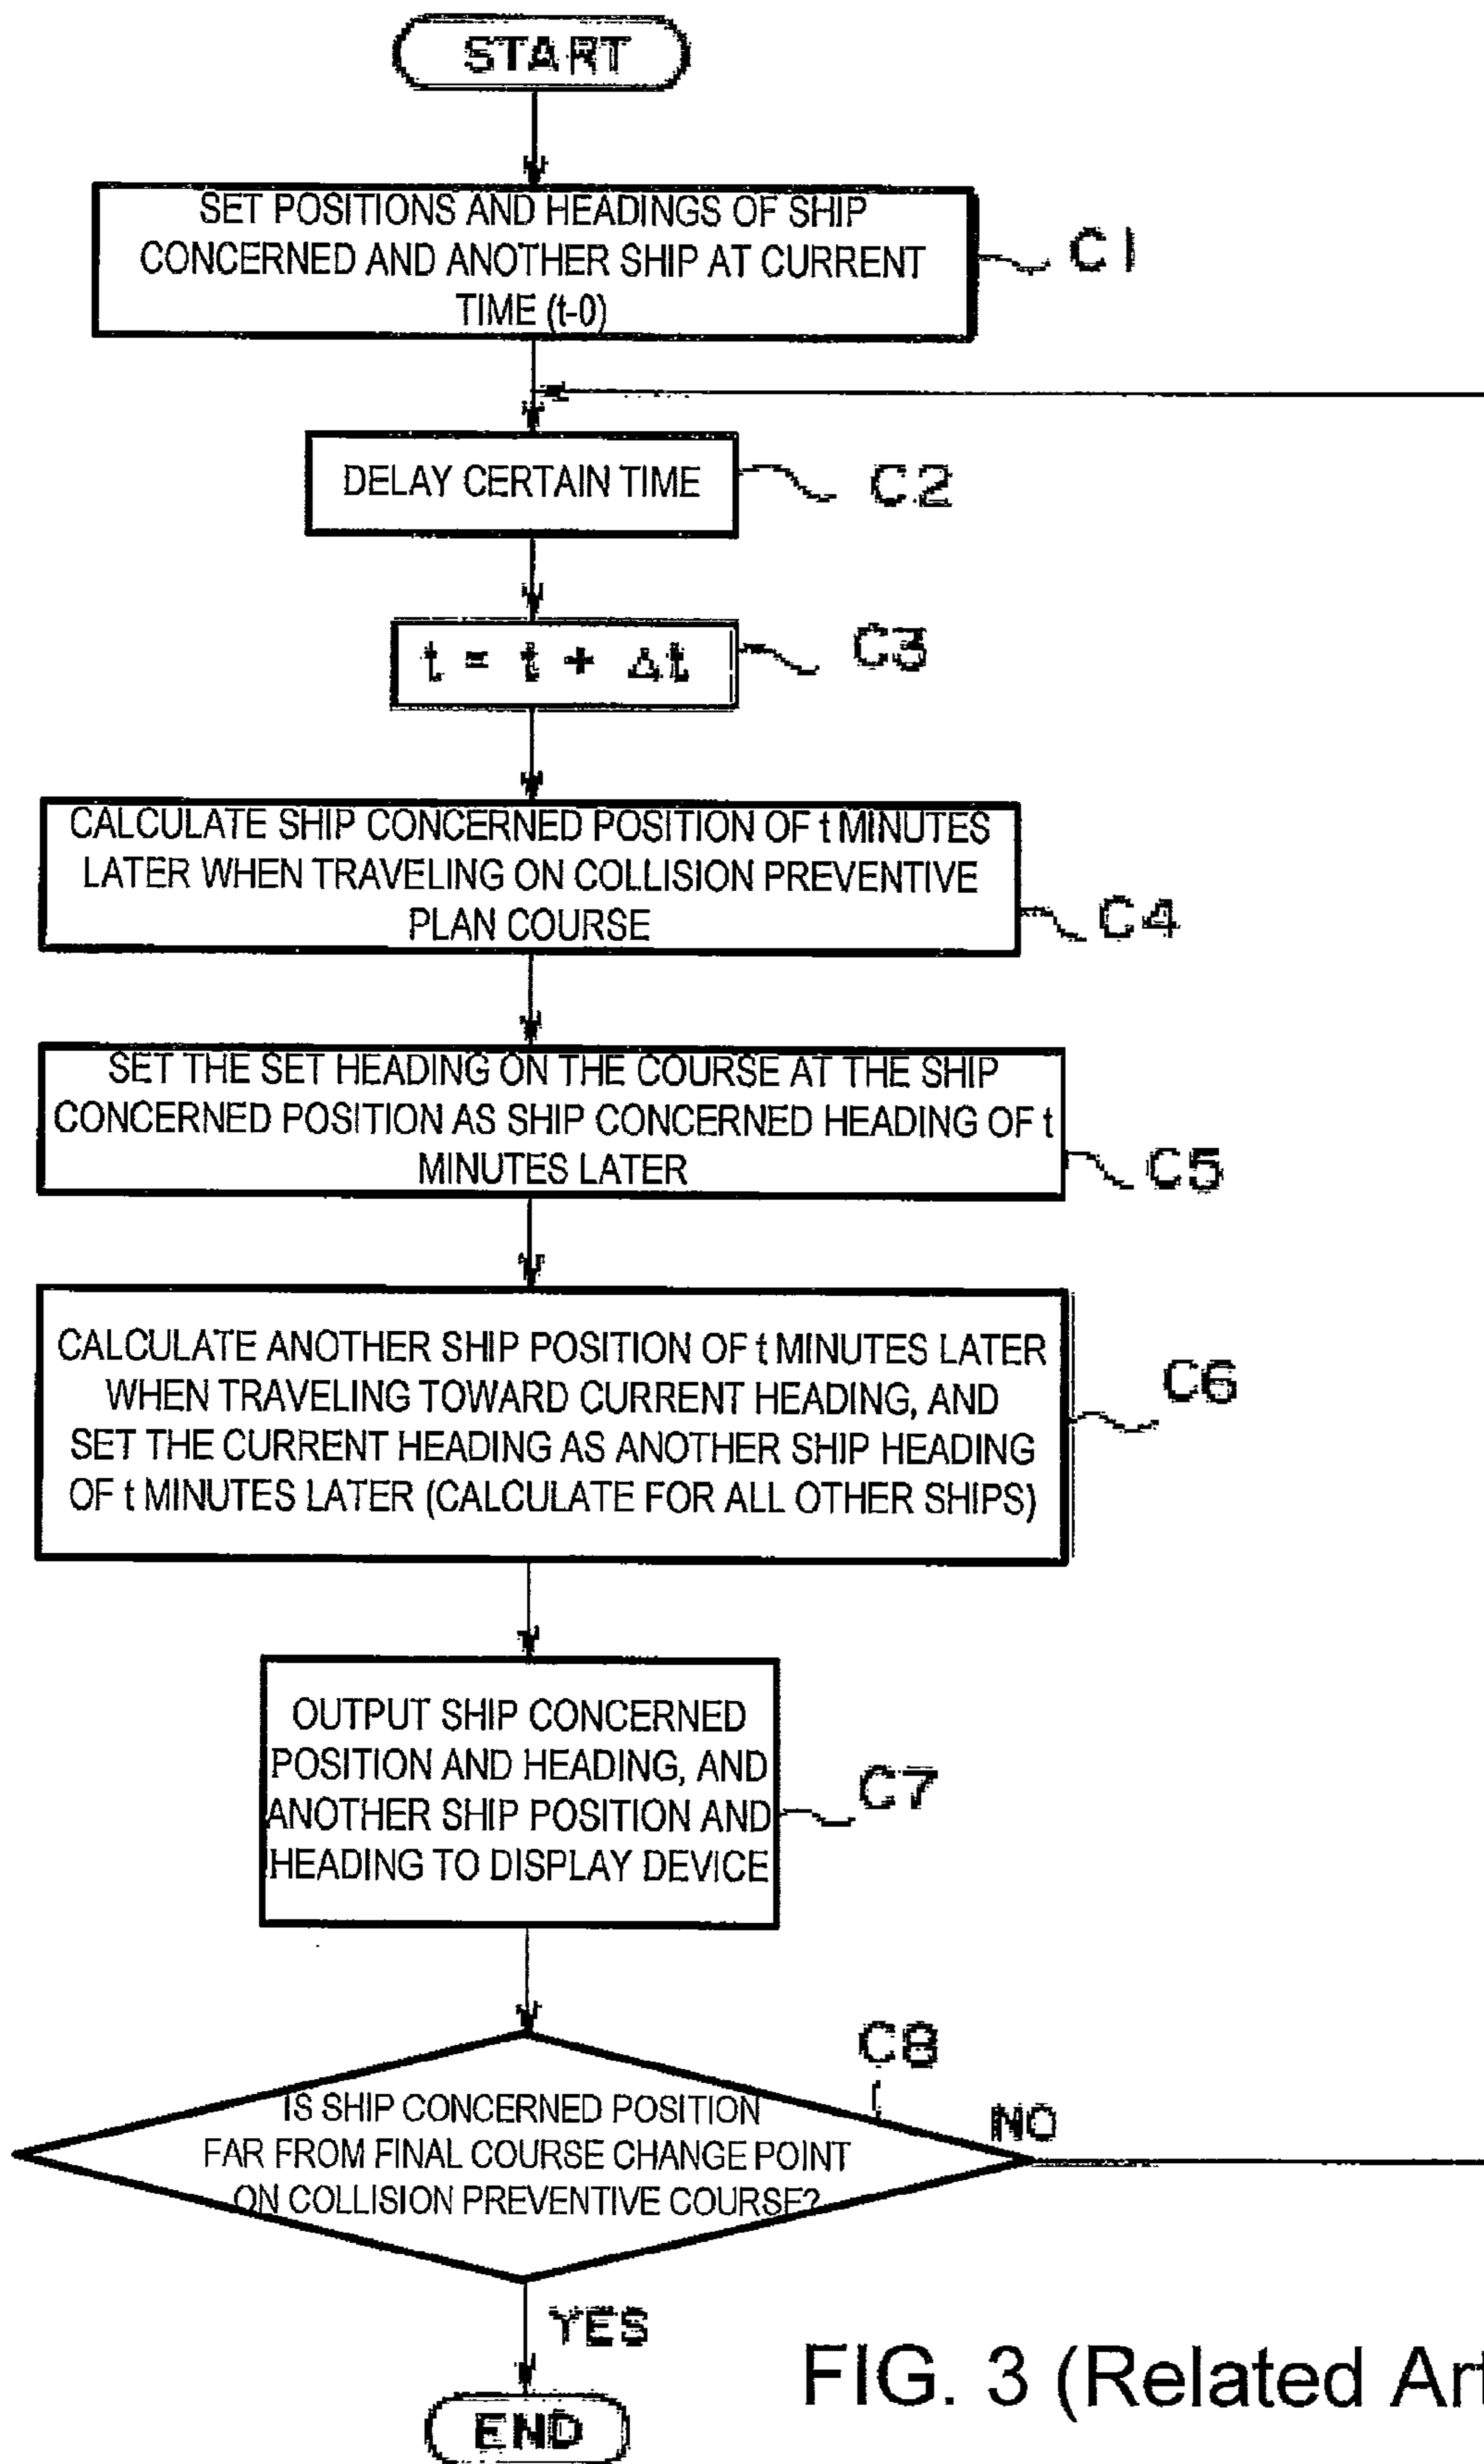 START
SET POSITIONS AND HEADINGS OF SHIP
CONCERNED AND ANOTHER SHIP AT CURRENT
TIME (t-0)
C1
DELAY CERTAIN TIME
C2
t = t + Δt
C3
CALCULATE SHIP CONCERNED POSITION OF t MINUTES
LATER WHEN TRAVELING ON COLLISION PREVENTIVE
PLAN COURSE
C4
SET THE SET HEADING ON THE COURSE AT THE SHIP
CONCERNED POSITION AS SHIP CONCERNED HEADING OF t
MINUTES LATER
C5
CALCULATE ANOTHER SHIP POSITION OF t MINUTES LATER
WHEN TRAVELING TOWARD CURRENT HEADING, AND
SET THE CURRENT HEADING AS ANOTHER SHIP HEADING
OF t MINUTES LATER (CALCULATE FOR ALL OTHER SHIPS)
C6
OUTPUT SHIP CONCERNED
POSITION AND HEADING, AND
ANOTHER SHIP POSITION AND
HEADING TO DISPLAY DEVICE
C7
C8
IS SHIP CONCERNED POSITION
FAR FROM FINAL COURSE CHANGE POINT
ON COLLISION PREVENTIVE COURSE?
NO
YES
END
FIG. 3 (Related Art